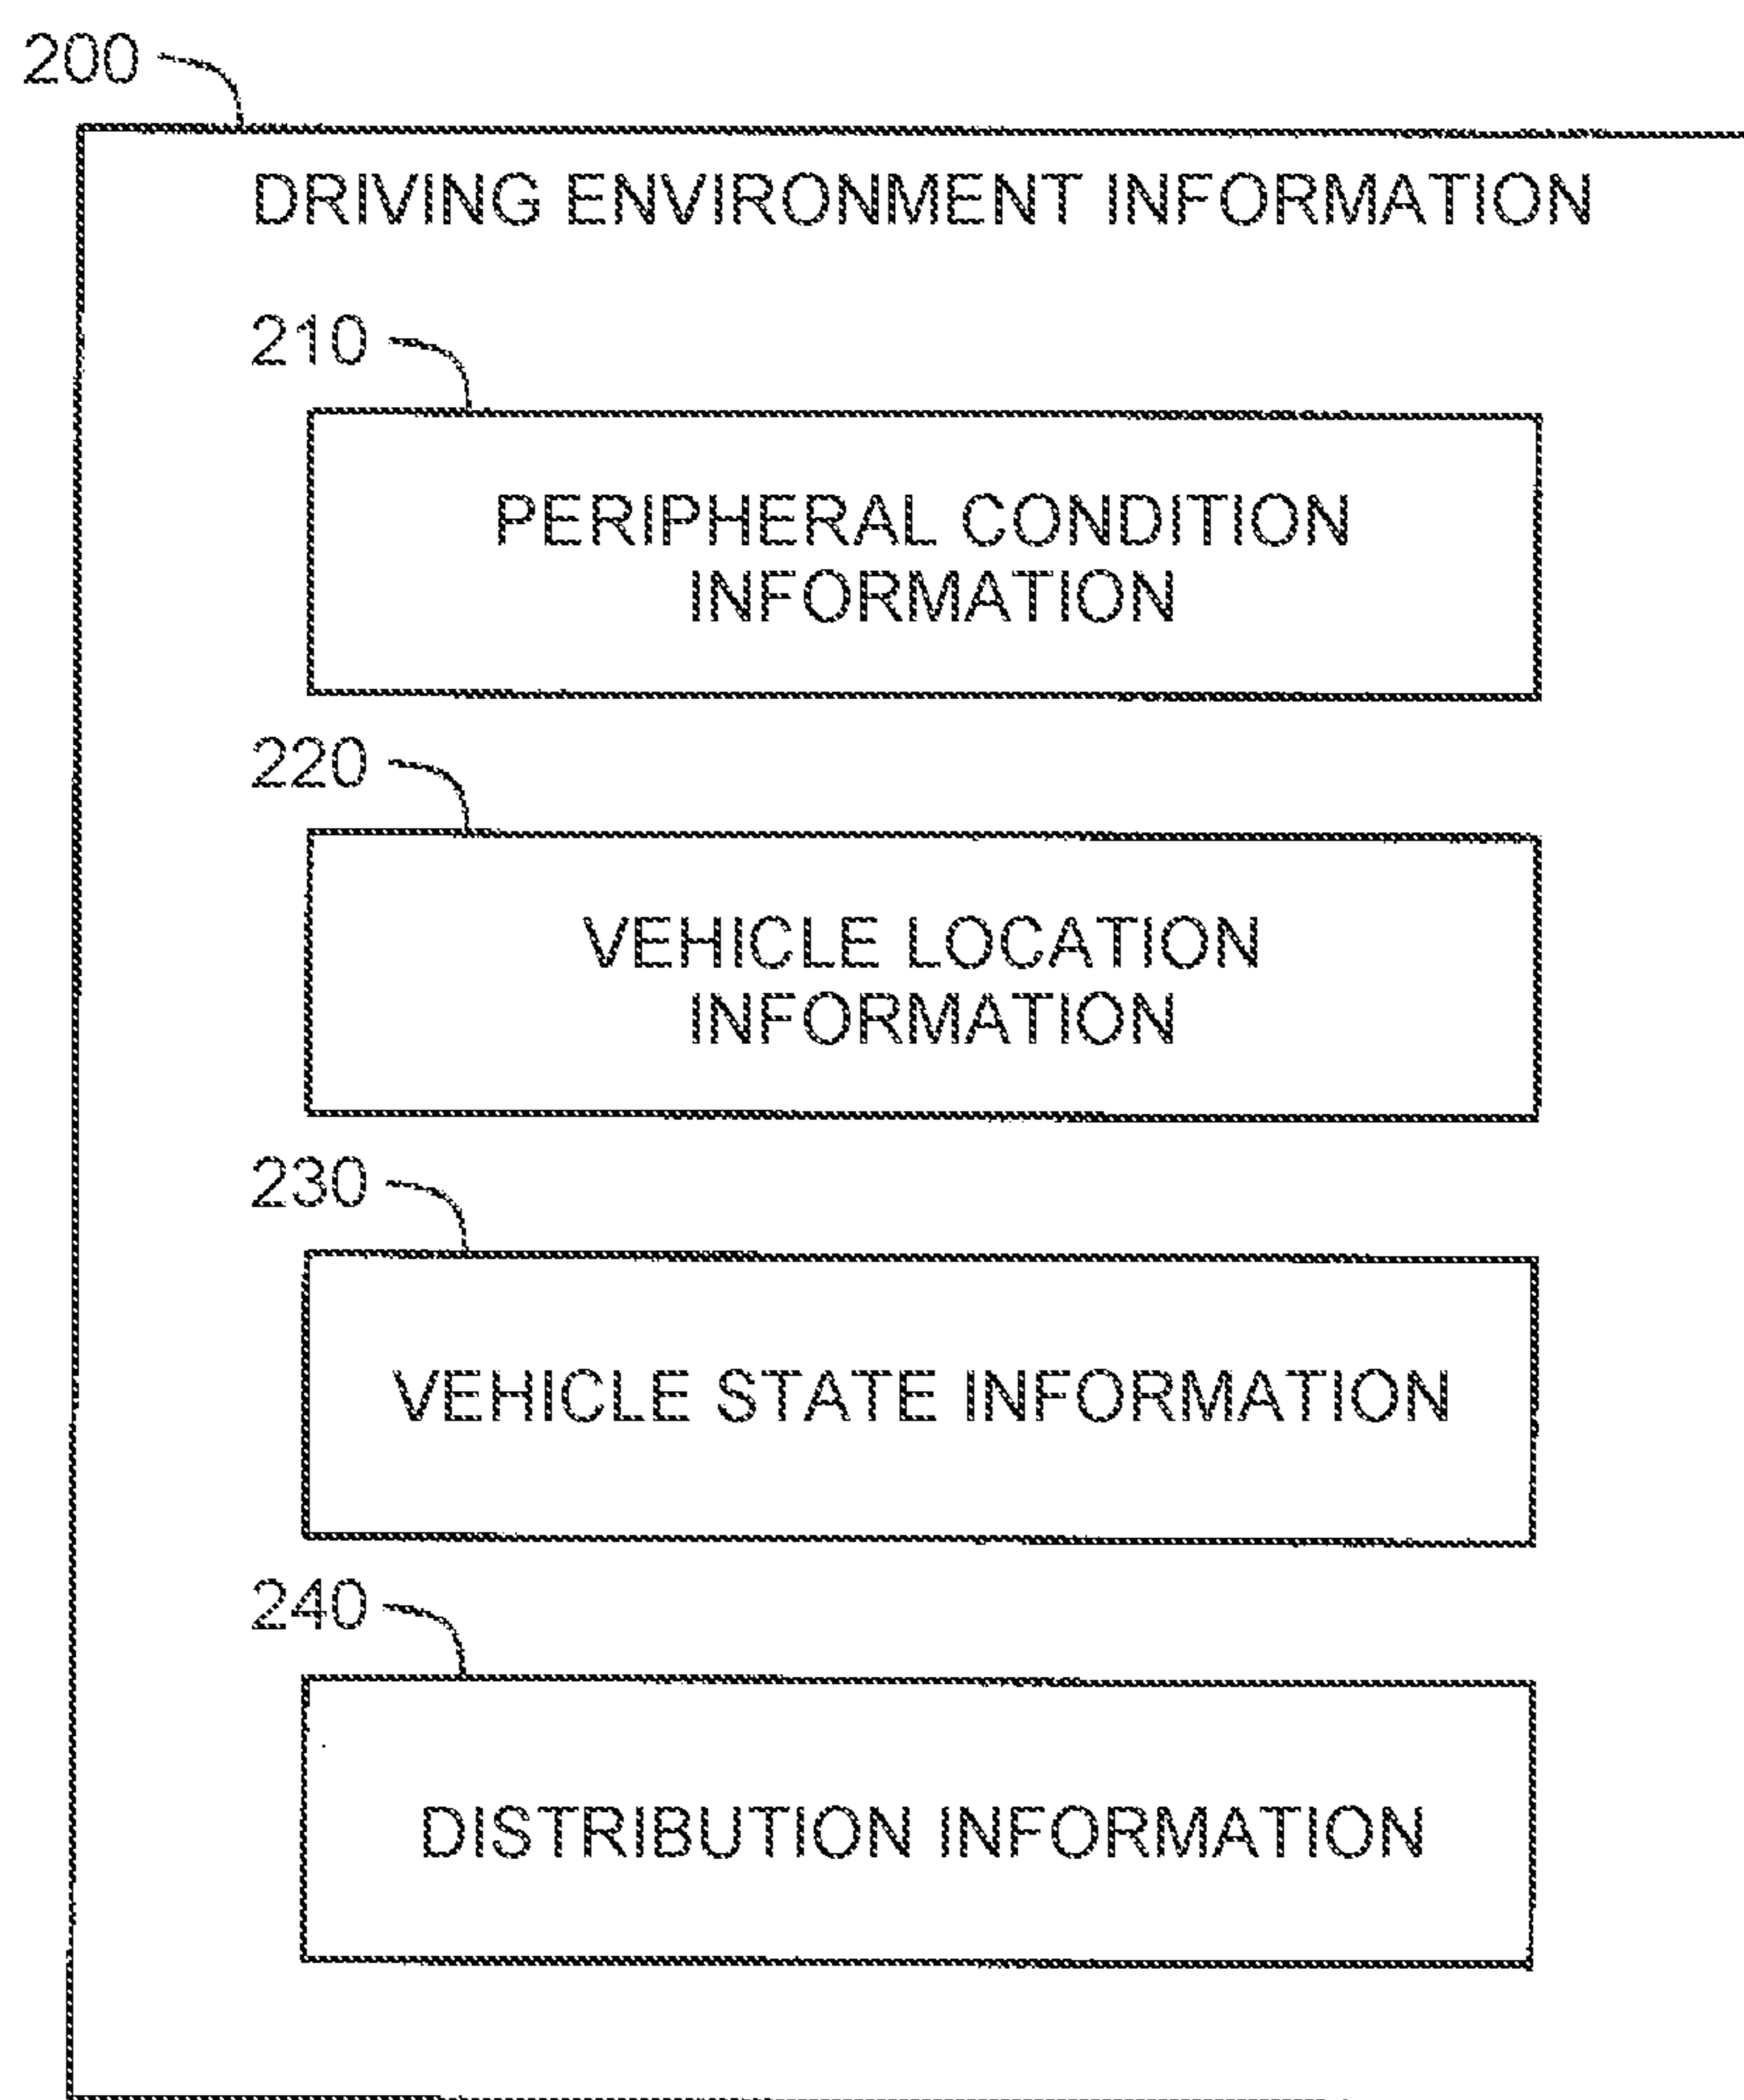 200
DRIVING ENVIRONMENT INFORMATION
210
PERIPHERAL CONDITION
INFORMATION
220
VEHICLE LOCATION
INFORMATION
230
VEHICLE STATE INFORMATION
240
DISTRIBUTION INFORMATION